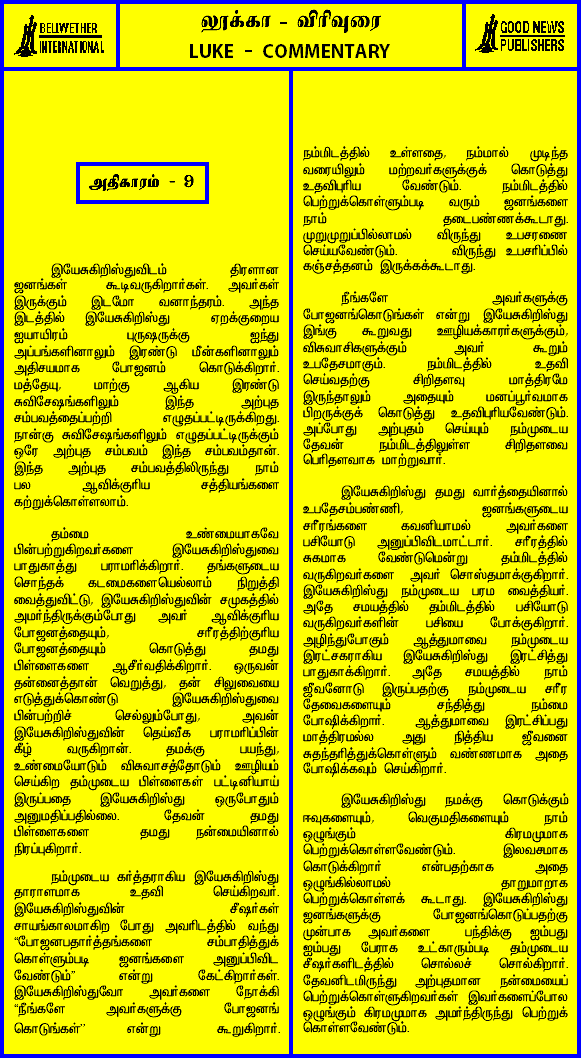 BELWETHER
INTERNATIONAL
லூக்கா - விரிவுரை
LUKE - COMMENTARY
GOOD NEWS
PUBLISHERS
அதிகாரம் - 9
இயேசுகிறிஸ்துவிடம் திரளான
ஜனங்கள் கூடிவருகிறார்கள். அவர்கள்
இருக்கும் இடமோ வனாந்தரம். அந்த
இடத்தில் இயேசுகிறிஸ்து ஏறக்குறைய
ஐயாயிரம் புருஷருக்கு ஐந்து
அப்பங்களினாலும் இரண்டு மீன்களினாலும்
அதிசயமாக போஜனம் கொடுக்கிறார்.
மத்தேயு, மாற்கு ஆகிய இரண்டு
சுவிசேஷங்களிலும் இந்த அற்புத
சம்பவத்தைப்பற்றி எழுதப்பட்டிருக்கிறது.
நான்கு சுவிசேஷங்களிலும் எழுதப்பட்டிருக்கும்
ஒரே அற்புத சம்பவம் இந்த சம்பவம்தான்.
இந்த அற்புத சம்பவத்திலிருந்து நாம்
பல ஆவிக்குரிய சத்தியங்களை
கற்றுக்கொள்ளலாம்.
தம்மை உண்மையாகவே
பின்பற்றுகிறவர்களை இயேசுகிறிஸ்துவை
பாதுகாத்து பராமரிக்கிறார். தங்களுடைய
சொந்தக் கடமைகளையெல்லாம் நிறுத்தி
வைத்துவிட்டு, இயேசுகிறிஸ்துவின் சமுகத்தில்
அமர்ந்திருக்கும்போது அவர் ஆவிக்குரிய
போஜனத்தையும், சரீரத்திற்குரிய
போஜனத்தையும் கொடுத்து தமது
பிள்ளைகளை ஆசீர்வதிக்கிறார். ஒருவன்
தன்னைத்தான் வெறுத்து, தன் சிலுவையை
எடுத்துக்கொண்டு இயேசுகிறிஸ்துவை
பின்பற்றிச் செல்லும்போது, அவன்
இயேசுகிறிஸ்துவின் தெய்வீக பராமரிப்பின்
கீழ் வருகிறான். தமக்கு பயந்து,
உண்மையோடும் விசுவாசத்தோடும் ஊழியம்
செய்கிற தம்முடைய பிள்ளைகள் பட்டினியாய்
இருப்பதை இயேசுகிறிஸ்து ஒருபோதும்
அனுமதிப்பதில்லை. தேவன் தமது
பிள்ளைகளை தமது நன்மையினால்
நிரப்புகிறார்.
நம்முடைய கர்த்தராகிய இயேசுகிறிஸ்து
தாராளமாக உதவி செய்கிறவர்.
இயேசுகிறிஸ்துவின் சீஷர்கள்
சாயங்காலமாகிற போது அவரிடத்தில் வந்து
“போஜனபதார்த்தங்களை சம்பாதித்துக்
கொள்ளும்படி ஜனங்களை அனுப்பிவிட
வேண்டும்” என்று கேட்கிறார்கள்.
இயேசுகிறிஸ்துவோ அவர்களை நோக்கி
“நீங்களே அவர்களுக்கு போஜனங்
கொடுங்கள்” என்று கூறுகிறார்.
நம்மிடத்தில் உள்ளதை, நம்மால் முடிந்த
வரையிலும் மற்றவர்களுக்குக் கொடுத்து
உதவிபுரிய வேண்டும். நம்மிடத்தில்
பெற்றுக்கொள்ளும்படி வரும் ஜனங்களை
நாம் தடைபண்ணக்கூடாது.
முறுமுறுப்பில்லாமல் விருந்து உபசரணை
செய்யவேண்டும். விருந்து உபசரிப்பில்
கஞ்சத்தனம் இருக்கக்கூடாது.
நீங்களே அவர்களுக்கு
போஜனங்கொடுங்கள் என்று இயேசுகிறிஸ்து
இங்கு கூறுவது ஊழியக்காரர்களுக்கும்,
விசுவாசிகளுக்கும் அவர் கூறும்
உபதேசமாகும். நம்மிடத்தில் உதவி
செய்வதற்கு சிறிதளவு மாத்திரமே
இருந்தாலும் அதையும் மனப்பூர்வமாக
பிறருக்குக் கொடுத்து உதவிபுரியவேண்டும்.
அப்போது அற்புதம் செய்யும் நம்முடைய
தேவன் நம்மிடத்திலுள்ள சிறிதளவை
பெரிதளவாக மாற்றுவார்.
இயேசுகிறிஸ்து தமது வார்த்தையினால்
உபதேசம்பண்ணி, ஜனங்களுடைய
சரீரங்களை கவனியாமல் அவர்களை
பசியோடு அனுப்பிவிடமாட்டார். சரீரத்தில்
சுகமாக வேண்டுமென்று தம்மிடத்தில்
வருகிறவர்களை அவர் சொஸ்தமாக்குகிறார்.
இயேசுகிறிஸ்து நம்முடைய பரம வைத்தியர்.
அதே சமயத்தில் தம்மிடத்தில் பசியோடு
வருகிறவர்களின் பசியை போக்குகிறார்.
அழிந்துபோகும் ஆத்துமாவை நம்முடைய
இரட்சகராகிய இயேசுகிறிஸ்து இரட்சித்து
பாதுகாக்கிறார். அதே சமயத்தில் நாம்
ஜீவனோடு இருப்பதற்கு நம்முடைய சரீர
தேவைகளையும் சந்தித்து நம்மை
போஷிக்கிறார். ஆத்துமாவை இரட்சிப்பது
மாத்திரமல்ல அது நித்திய ஜீவனை
சுதந்தரித்துக்கொள்ளும் வண்ணமாக அதை
போஷிக்கவும் செய்கிறார்.
இயேசுகிறிஸ்து நமக்கு கொடுக்கும்
ஈவுகளையும், வெகுமதிகளையும் நாம்
ஒழுங்கும் கிரமமுமாக
பெற்றுக்கொள்ளவேண்டும். இலவசமாக
கொடுக்கிறார் என்பதற்காக அதை
ஒழுங்கில்லாமல் தாறுமாறாக
பெற்றுக்கொள்ளக் கூடாது. இயேசுகிறிஸ்து
ஜனங்களுக்கு போஜனங்கொடுப்பதற்கு
முன்பாக அவர்களை பந்திக்கு ஐம்பது
ஐம்பது பேராக உட்காரும்படி தம்முடைய
சீஷர்களிடத்தில் சொல்லச் சொல்கிறார்.
தேவனிடமிருந்து அற்புதமான நன்மையைப்
பெற்றுக்கொள்ளுகிறவர்கள் இவர்களைப்போல
ஒழுங்கும் கிரமமுமாக அமர்ந்திருந்து பெற்றுக்
கொள்ளவேண்டும்.